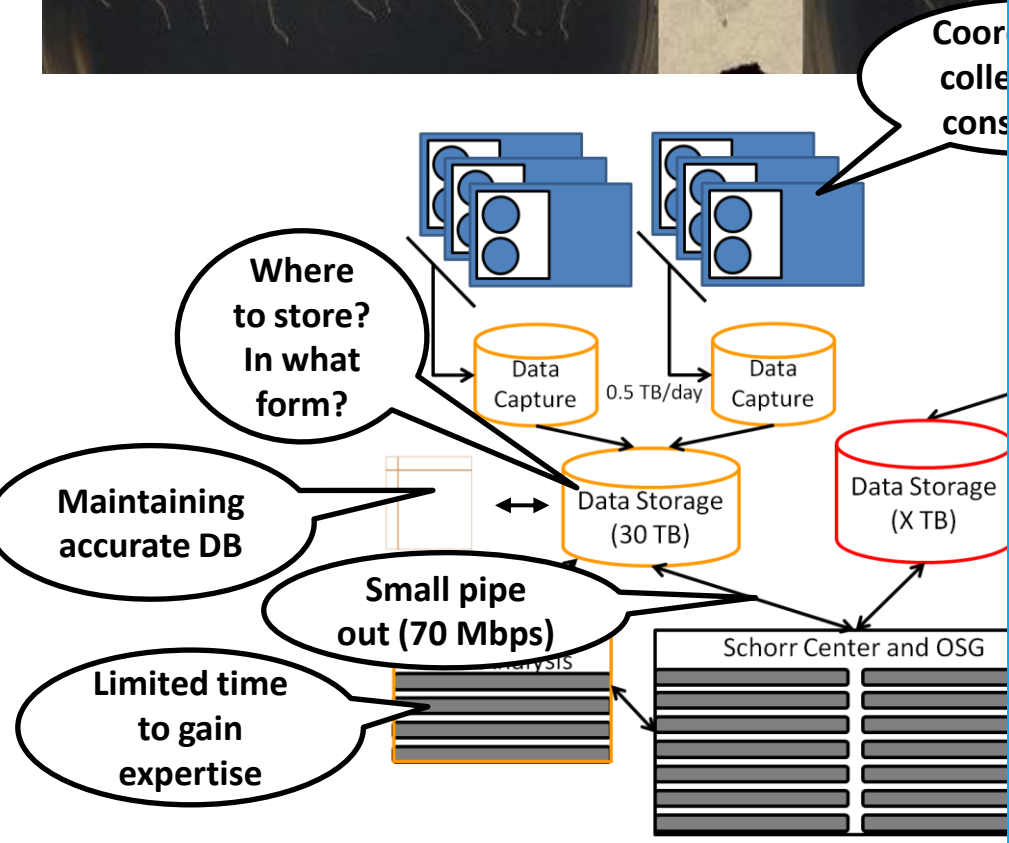 Coor
colle
cons
Where
to store?
In what
form?
Data
Capture
0.5 TB/day
Data
Capture
Maintaining
accurate DB
Data Storage
(30 TB)
Data Storage
(X TB)
Small pipe
out (70 Mbps)
Schorr Center and OSG
Limited time
to gain
expertise